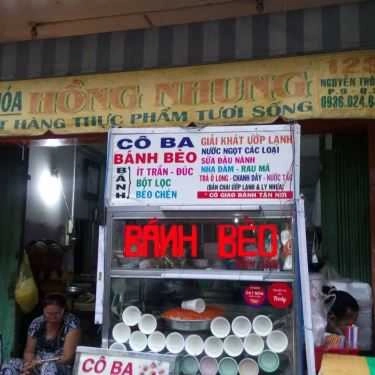 HÓA HỒNG NHUNG 123
NGUYỄN
P.9 - Q.3
T HÀNG THỰC PHẨM TƯƠI SỐNG 0936.024.6
CÔ BA
BÁNH BÈO
BÁNH
ÍT TRẦN - ĐÚC
BỘT LỌC
BÈO CHÉN
GIẢI KHÁT ƯỚP LẠNH
NƯỚC NGỌT CÁC LOẠI
SỮA ĐẬU NÀNH
NHA ĐAM - RAU MÁ
TRÀ Ô LONG - CHANH DÂY - NƯỚC TẮC
(BÁN CHAI ƯỚP LẠNH & LY NHỰA)
* CÓ GIAO BÁNH TẬN NƠI
BÁNH BÈO
CÔ BA